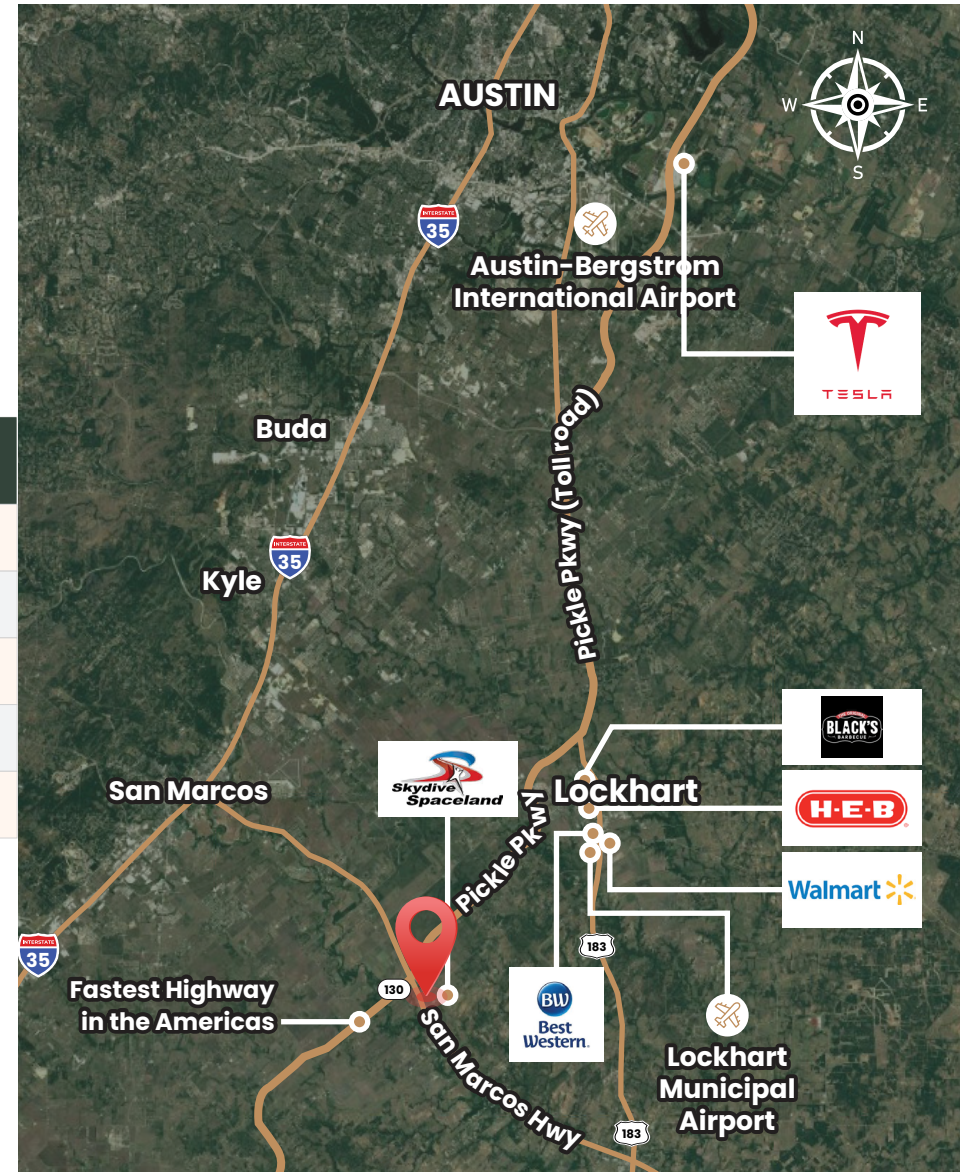 N
W
E
S
AUSTIN
INTERSTATE
35
Austin-Bergstrom
International Airport
TESLA
Buda
Pickle Pkwy (Toll road)
INTERSTATE
35
Kyle
THE ORIGINAL
BLACK'S
BARBECUE
Skydive
Spaceland
San Marcos
Lockhart
H-E-B
Pickle Pkwy
Walmart
INTERSTATE
35
183
130
Fastest Highway
in the Americas
BW
Best
Western.
San Marcos Hwy
Lockhart
Municipal
Airport
183